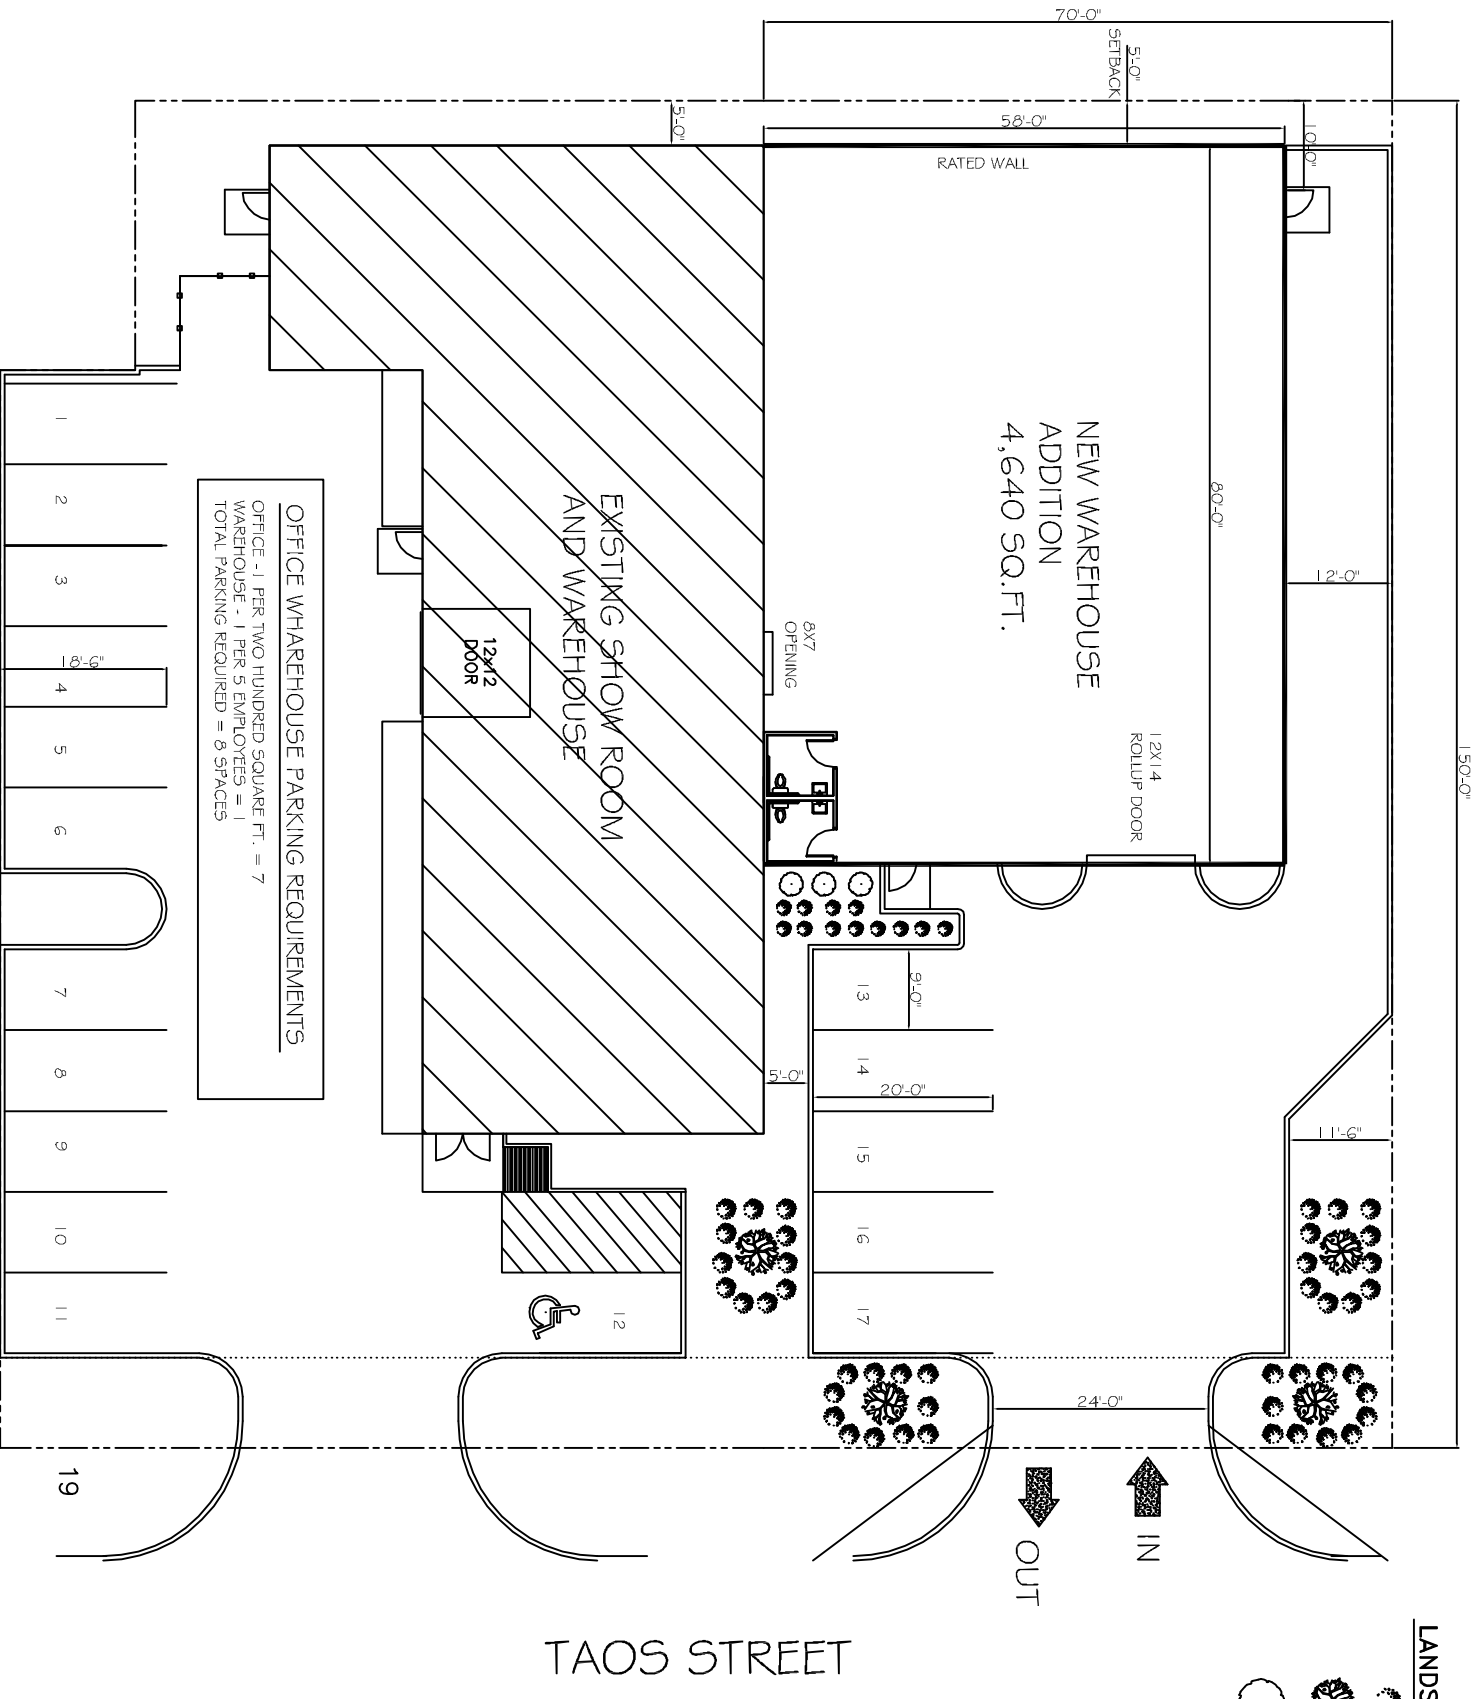 70'-0"
5'-0"
SETBACK
5'-0"
58'-0"
10'-0"
RATED WALL
NEW WAREHOUSE
ADDITION
4,640 SQ.FT.
80'-0"
12'-0"
150'-0"
EXISTING SHOW ROOM
AND WAREHOUSE
8X7
OPENING
12x12
DOOR
12X14
ROLLUP DOOR
OFFICE WHAREHOUSE PARKING REQUIREMENTS
OFFICE -1 PER TWO HUNDRED SQUARE FT. = 7
WAREHOUSE - 1 PER 5 EMPLOYEES = 1
TOTAL PARKING REQUIRED = 8 SPACES
1
2
3
18'-6"
4
5
6
7
8
9
10
11
12
13
9'-0"
14
5'-0"
20'-0"
15
16
17
11'-6"
24'-0"
19
IN
OUT
TAOS STREET
LANDS